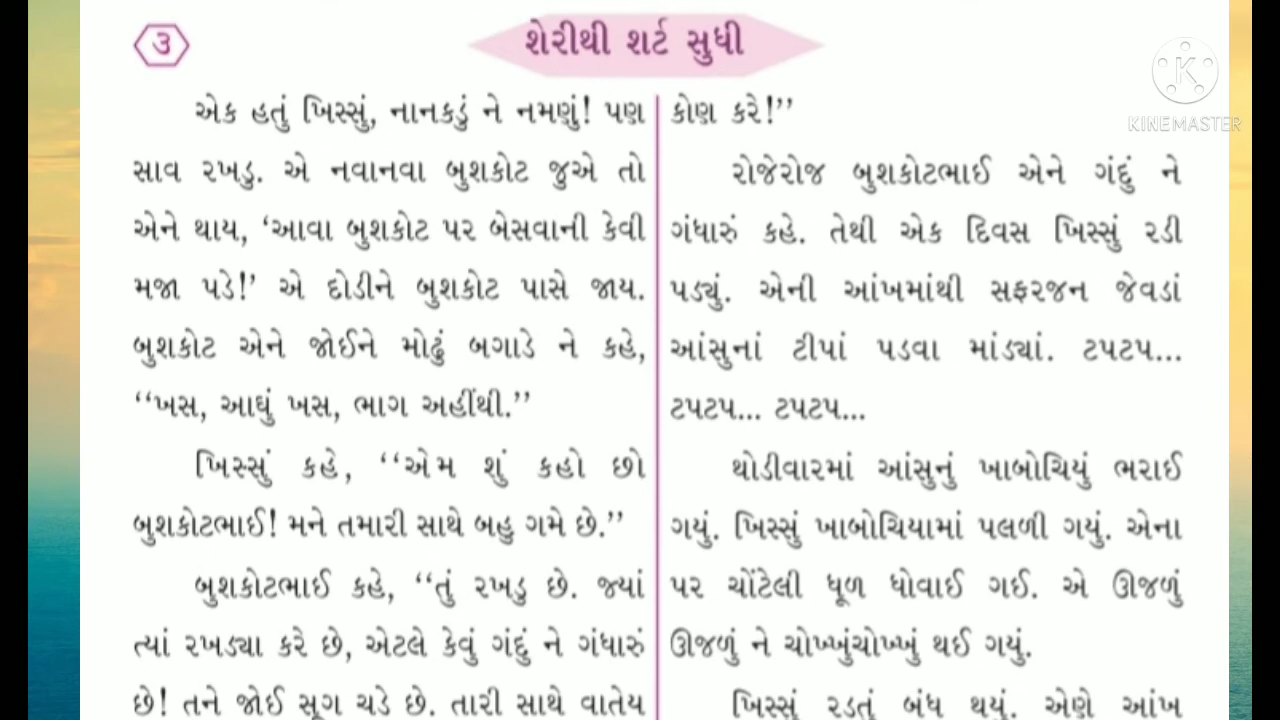 ૩
શેરીથી શર્ટ સુધી
KINEMASTER
એક હતું ખિસ્સું, નાનકડું ને નમણું! પણ
સાવ રખડુ. એ નવાનવા બુશકોટ જુએ તો
એને થાય, ‘આવા બુશકોટ પર બેસવાની કેવી
મજા પડે!’ એ દોડીને બુશકોટ પાસે જાય.
બુશકોટ એને જોઈને મોઢું બગાડે ને કહે,
‘‘ખસ, આઘું ખસ, ભાગ અહીંથી.’’
ખિસ્સું કહે, ‘‘એમ શું કહો છો
બુશકોટભાઈ! મને તમારી સાથે બહુ ગમે છે.’’
બુશકોટભાઈ કહે, ‘‘તું રખડુ છે. જ્યાં
ત્યાં રખડ્યા કરે છે, એટલે કેવું ગંદું ને ગંધારું
છે! તને જોઈ સૂગ ચડે છે. તારી સાથે વાતેય
કોણ કરે!’’
રોજેરોજ બુશકોટભાઈ એને ગંદું ને
ગંધારું કહે. તેથી એક દિવસ ખિસ્સું રડી
પડ્યું. એની આંખમાંથી સફરજન જેવડાં
આંસુનાં ટીપાં પડવા માંડ્યાં. ટપટપ...
ટપટપ... ટપટપ...
થોડીવારમાં આંસુનું ખાબોચિયું ભરાઈ
ગયું. ખિસ્સું ખાબોચિયામાં પલળી ગયું. એના
પર ચોંટેલી ધૂળ ધોવાઈ ગઈ. એ ઊજળું
ઊજળું ને ચોખ્ખુંચોખ્ખું થઈ ગયું.
ખિસ્સું રડતું બંધ થયું. એણે આંખ